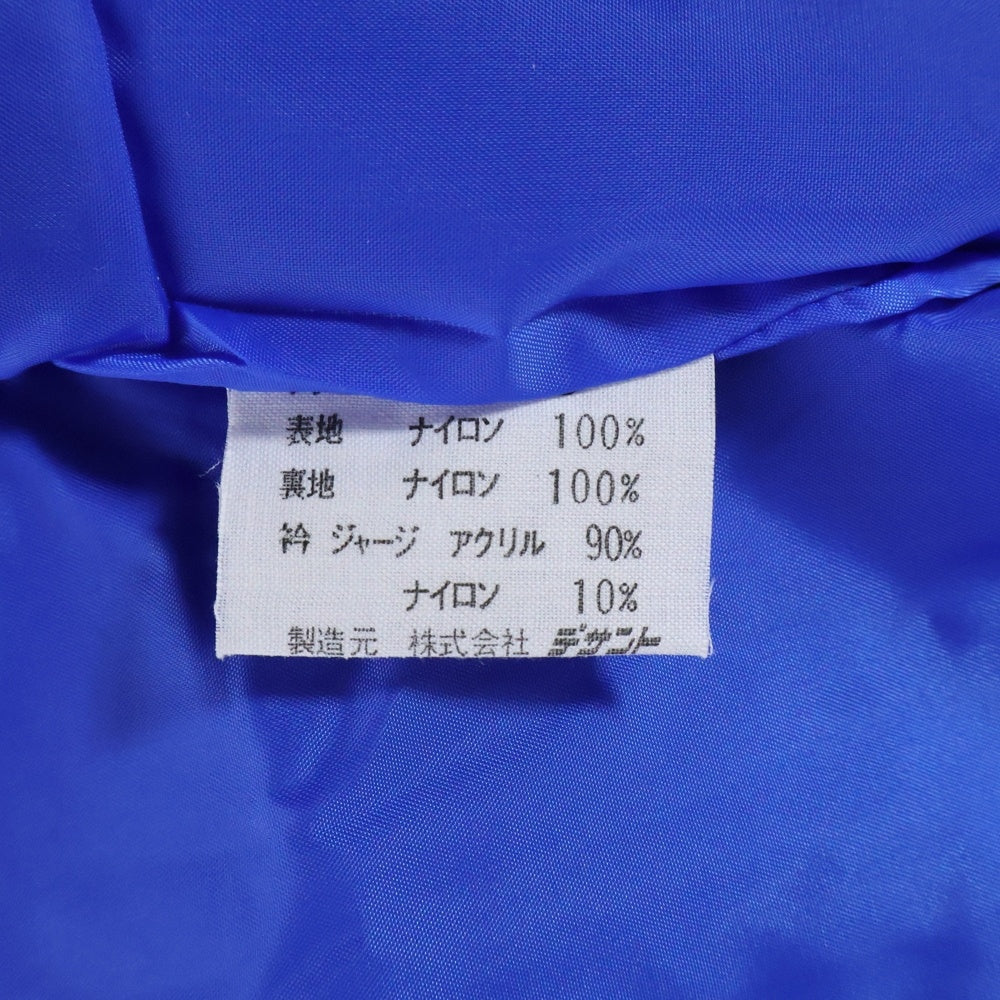 表地 ナイロン 100%
裏地 ナイロン 100%
衿 ジャージ アクリル 90%
ナイロン 10%
製造元 株式会社 デサント